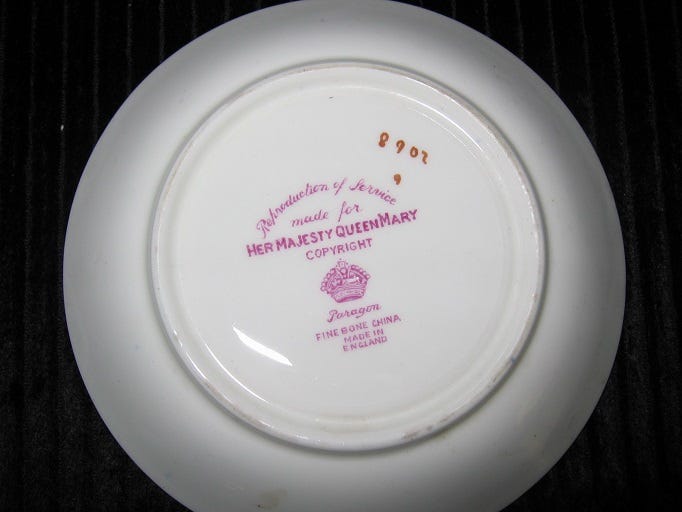 8902
9
Reproduction of Service
made for
HER MAJESTY QUEEN MARY
COPYRIGHT
Paragon
FINE BONE CHINA
MADE IN
ENGLAND